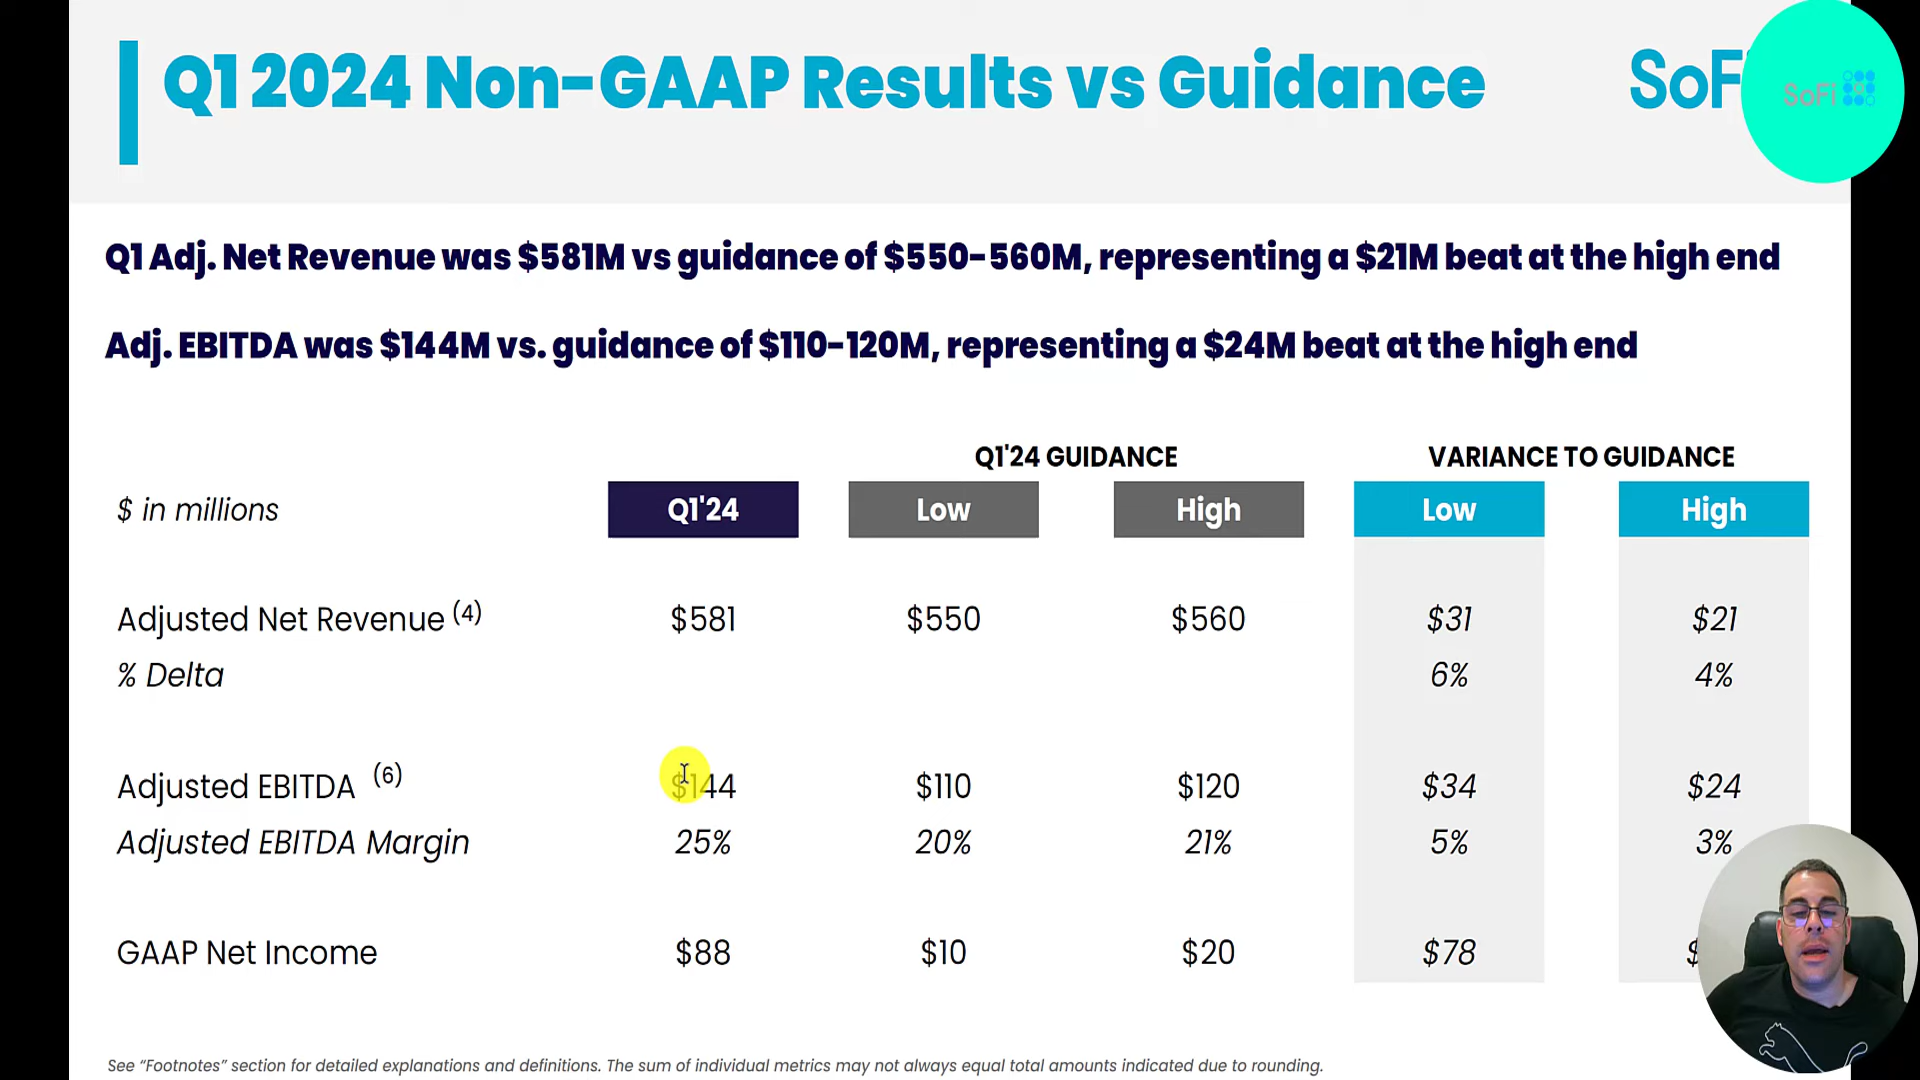 Q1 2024 Non-GAAP Results vs Guidance
SoFi
SoFi
Q1 Adj. Net Revenue was $581M vs guidance of $550-560M, representing a $21M beat at the high end
Adj. EBITDA was $144M vs. guidance of $110-120M, representing a $24M beat at the high end
Q1'24 GUIDANCE VARIANCE TO GUIDANCE
$ in millions Q1'24 Low High Low High
Adjusted Net Revenue (4) $581 $550 $560 $31 $21
% Delta 6% 4%
Adjusted EBITDA (6) $144 $110 $120 $34 $24
Adjusted EBITDA Margin 25% 20% 21% 5% 3%
GAAP Net Income $88 $10 $20 $78
See “Footnotes” section for detailed explanations and definitions. The sum of individual metrics may not always equal total amounts indicated due to rounding.